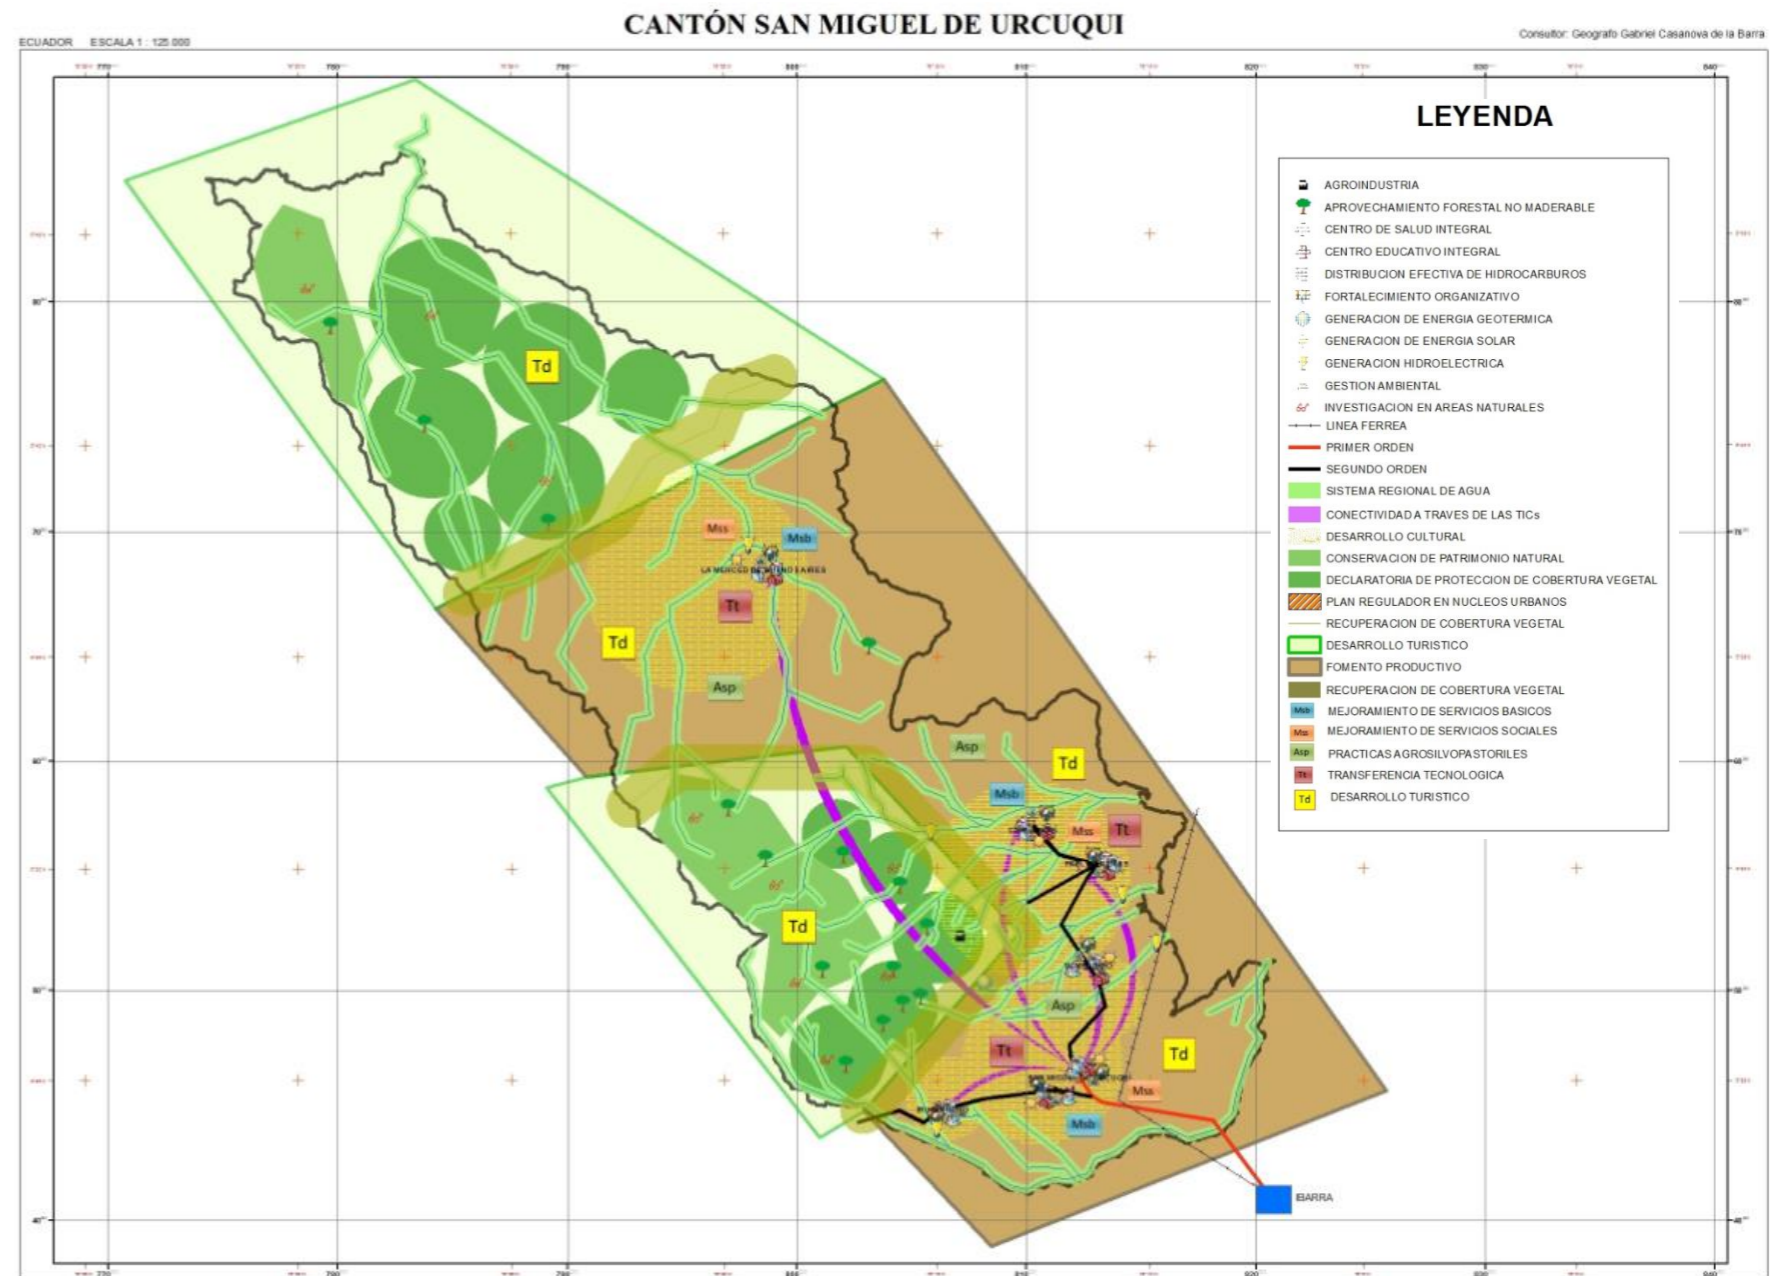 CANTÓN SAN MIGUEL DE URCUQUI
ECUADOR ESCALA 1 : 125 000
Consultor: Geografo Gabriel Casanova de la Barra
LEYENDA
AGROINDUSTRIA
APROVECHAMIENTO FORESTAL NO MADERABLE
CENTRO DE SALUD INTEGRAL
CENTRO EDUCATIVO INTEGRAL
DISTRIBUCION EFECTIVA DE HIDROCARBUROS
FORTALECIMIENTO ORGANIZATIVO
GENERACION DE ENERGIA GEOTERMICA
GENERACION DE ENERGIA SOLAR
GENERACION HIDROELECTRICA
GESTION AMBIENTAL
INVESTIGACION EN AREAS NATURALES
LINEA FERREA
PRIMER ORDEN
SEGUNDO ORDEN
SISTEMA REGIONAL DE AGUA
CONECTIVIDAD A TRAVES DE LAS TICs
DESARROLLO CULTURAL
CONSERVACION DE PATRIMONIO NATURAL
DECLARATORIA DE PROTECCION DE COBERTURA VEGETAL
PLAN REGULADOR EN NUCLEOS URBANOS
RECUPERACION DE COBERTURA VEGETAL
DESARROLLO TURISTICO
FOMENTO PRODUCTIVO
RECUPERACION DE COBERTURA VEGETAL
Msb MEJORAMIENTO DE SERVICIOS BASICOS
Mss MEJORAMIENTO DE SERVICIOS SOCIALES
Asp PRACTICAS AGROSILVOPASTORILES
Tt TRANSFERENCIA TECNOLOGICA
Td DESARROLLO TURISTICO
Td
Mss
Msb
Tt
Td
Asp
Asp
Td
Msb
Mss
Tt
Td
Asp
Tt
Td
Mss
Msb
IBARRA